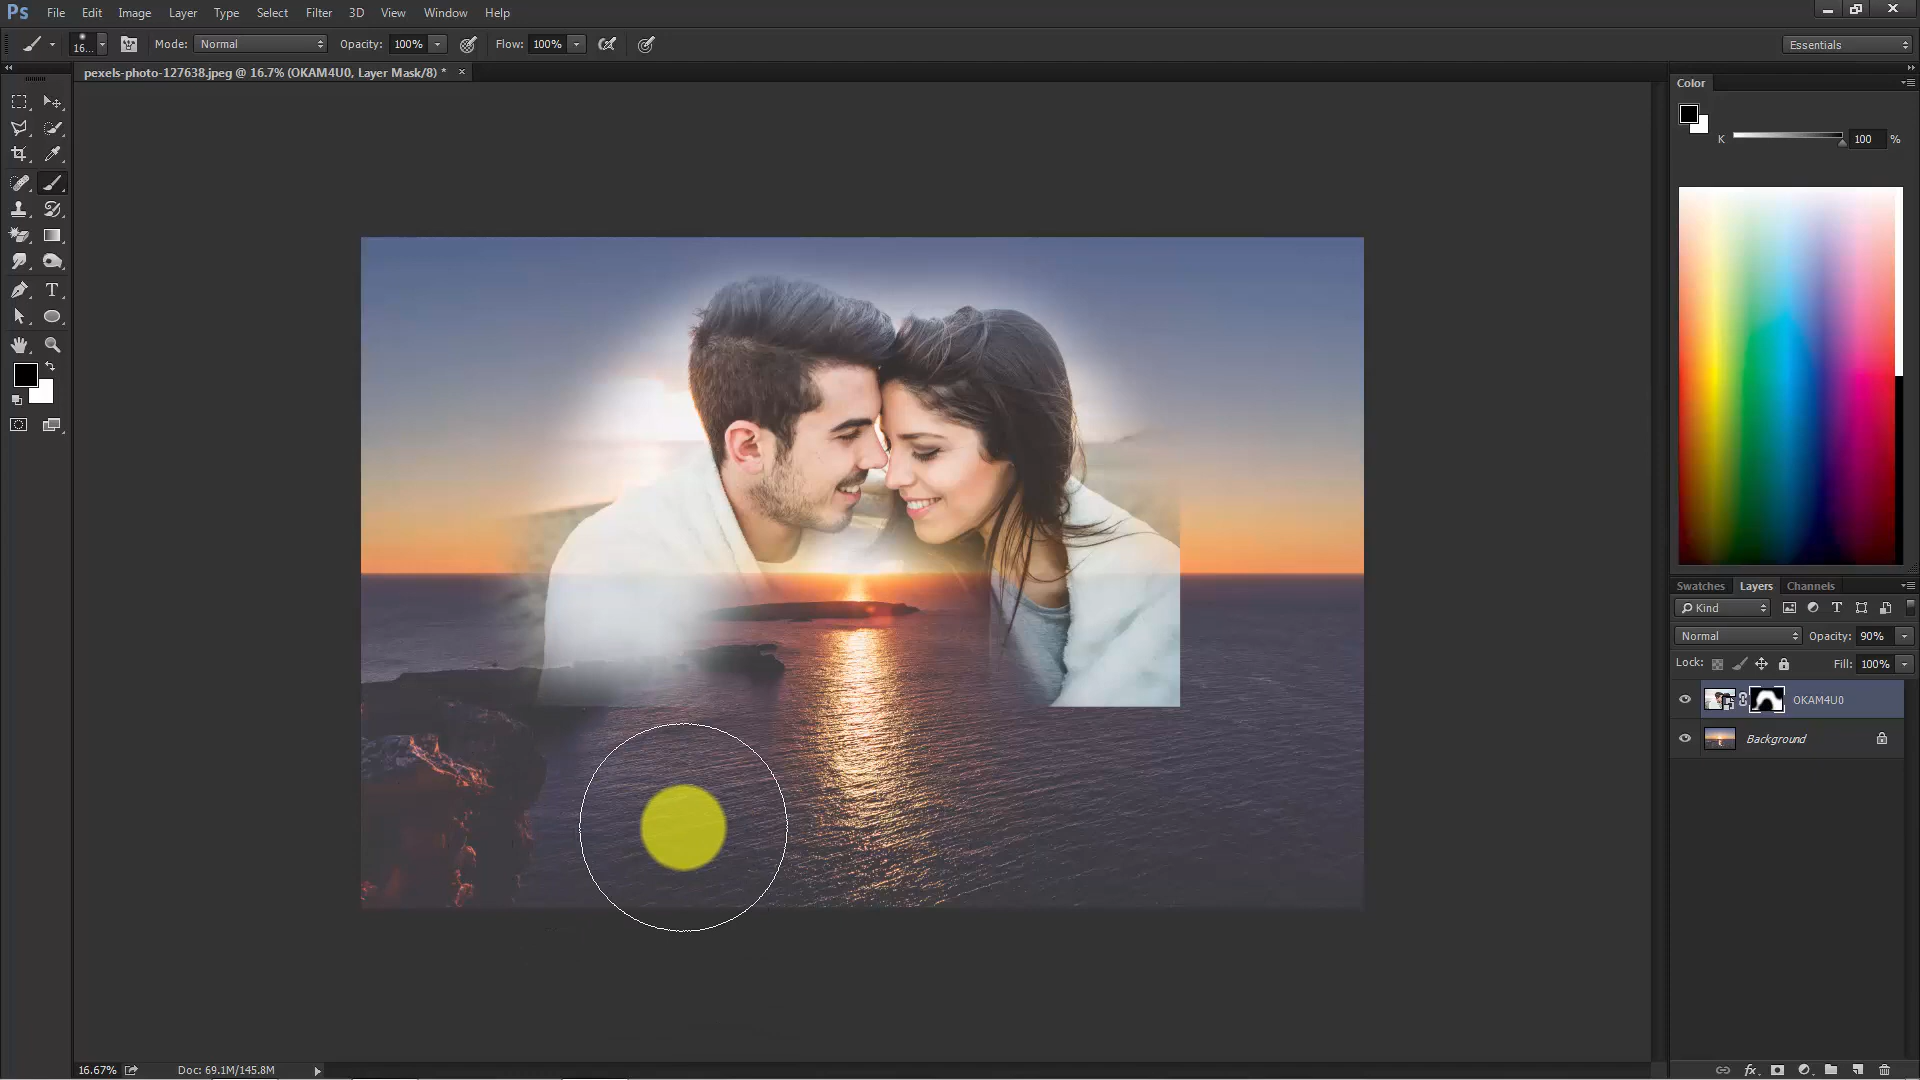 Ps File Edit Image Layer Type Select Filter 3D View Window Help
16... Mode: Normal Opacity: 100% Flow: 100% Essentials
pexels-photo-127638.jpeg @ 16.7% (OKAM4U0, Layer Mask/8) * ×
Color
K 100 %
T
Swatches Layers Channels
Kind T
Normal Opacity: 90%
Lock: Fill: 100%
OKAM4U0
Background
16.67% Doc: 69.1M/145.8M
fx